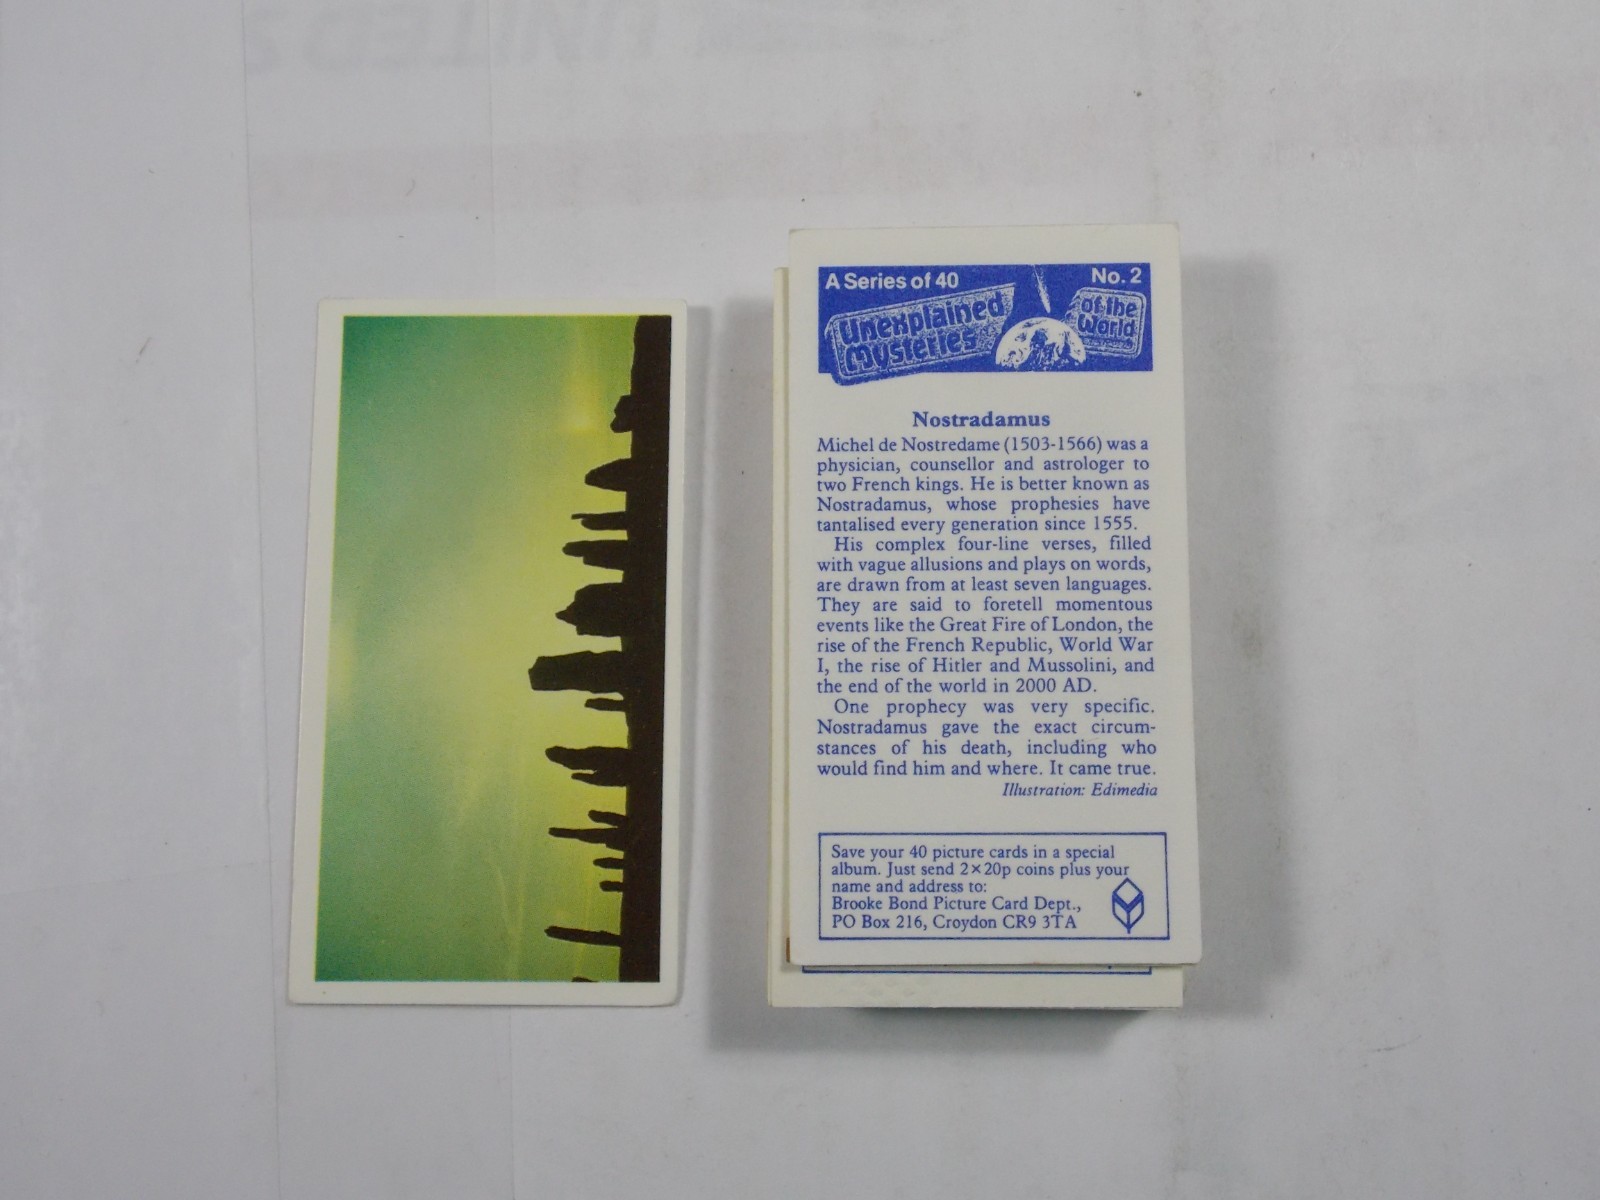 A Series of 40
No. 2
Unexplained
Mysteries
of the
World
Nostradamus
Michel de Nostredame (1503-1566) was a
physician, counsellor and astrologer to
two French kings. He is better known as
Nostradamus, whose prophesies have
tantalised every generation since 1555.
His complex four-line verses, filled
with vague allusions and plays on words,
are drawn from at least seven languages.
They are said to foretell momentous
events like the Great Fire of London, the
rise of the French Republic, World War
I, the rise of Hitler and Mussolini, and
the end of the world in 2000 AD.
One prophecy was very specific.
Nostradamus gave the exact circum-
stances of his death, including who
would find him and where. It came true.
Illustration: Edimedia
Save your 40 picture cards in a special
album. Just send 2×20p coins plus your
name and address to:
Brooke Bond Picture Card Dept.,
PO Box 216, Croydon CR9 3TA